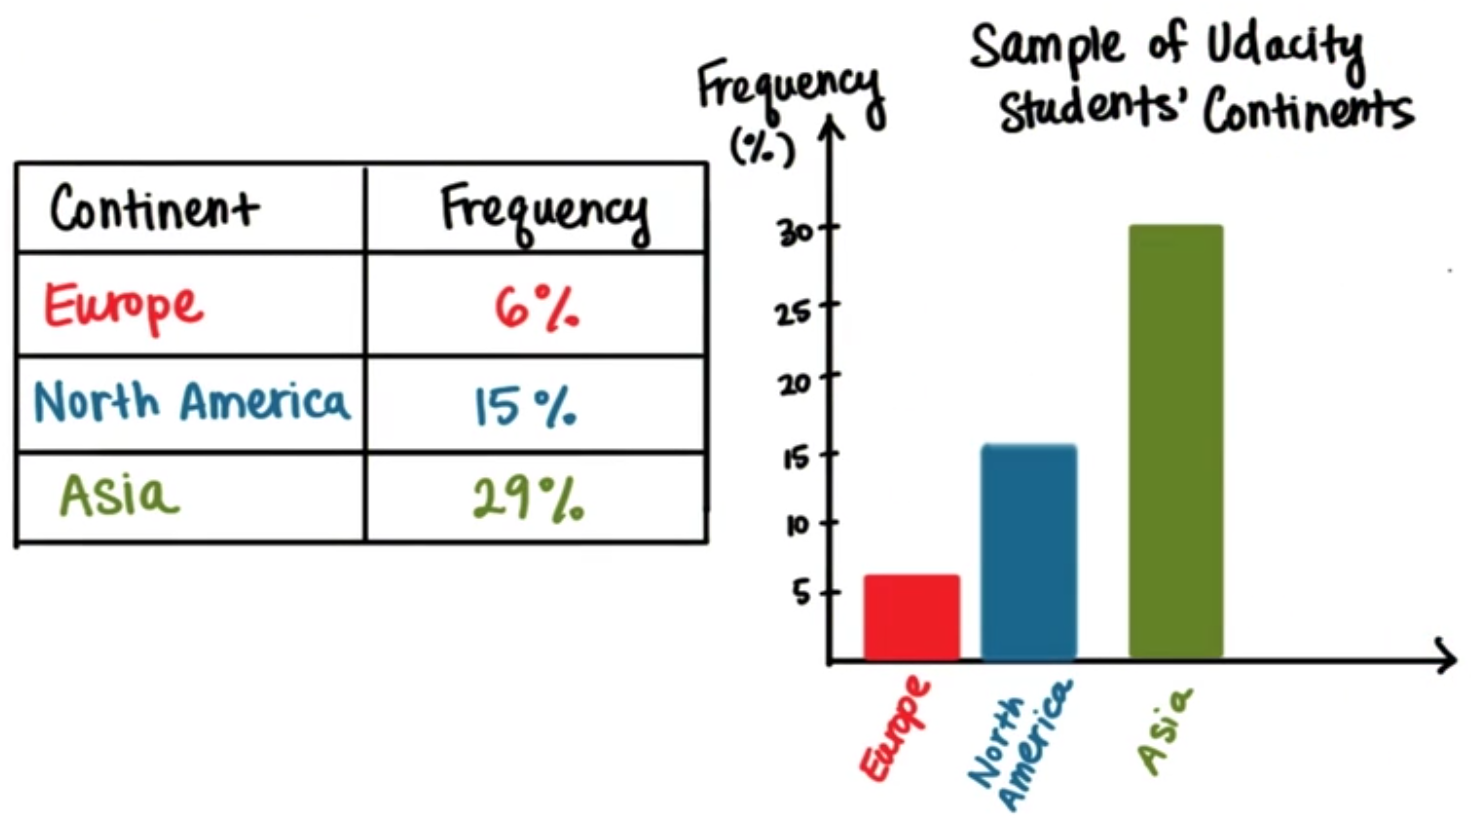 Sample of Udacity
Students' Continents
Continent Frequency
Europe 6%
North America 15%
Asia 29%
Frequency
(%)
30
25
20
15
10
5
Europe
North
America
Asia